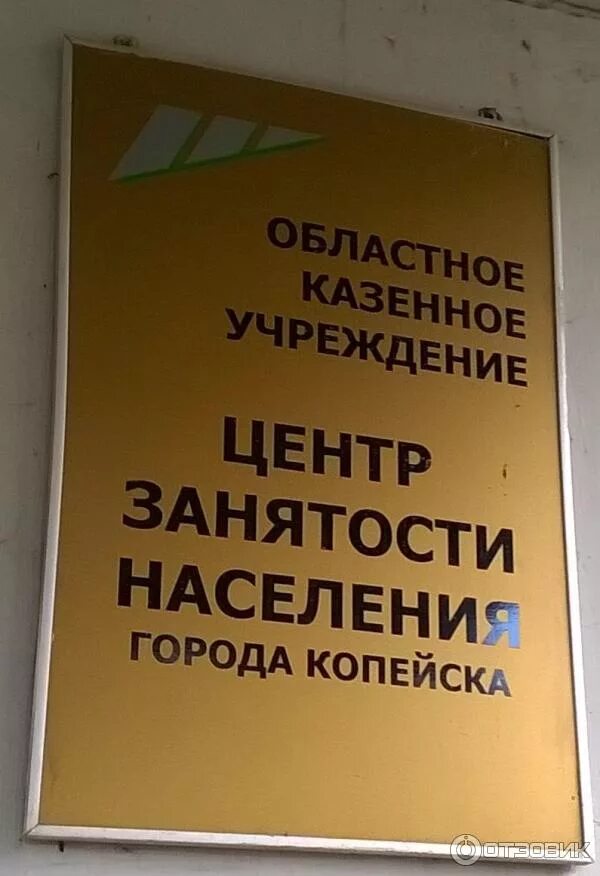 ОБЛАСТНОЕ
КАЗЕННОЕ
УЧРЕЖДЕНИЕ
ЦЕНТР
ЗАНЯТОСТИ
НАСЕЛЕНИЯ
ГОРОДА КОПЕЙСКА
ОТЗОВИК